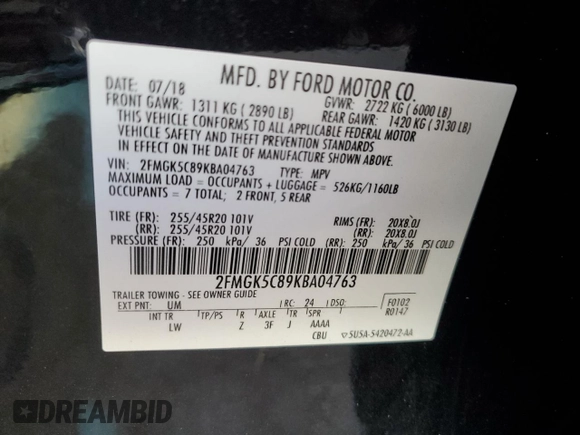 MFD. BY FORD MOTOR CO.
DATE: 07/18 GVWR: 2722 KG (6000 LB)
FRONT GAWR: 1311 KG (2890 LB) REAR GAWR: 1420 KG (3130 LB)
THIS VEHICLE CONFORMS TO ALL APPLICABLE FEDERAL MOTOR
VEHICLE SAFETY AND THEFT PREVENTION STANDARDS
IN EFFECT ON THE DATE OF MANUFACTURE SHOWN ABOVE.
VIN: 2FMGK5C89KBA04763 TYPE: MPV
MAXIMUM LOAD = OCCUPANTS + LUGGAGE = 526KG/1160LB
OCCUPANTS = 7 TOTAL; 2 FRONT, 5 REAR
TIRE (FR): 255/45R20 101V RIMS (FR): 20X8.0J
(RR): 255/45R20 101V (RR): 20X8.0J
PRESSURE (FR): 250 kPa/ 36 PSI COLD (RR): 250 kPa/ 36 PSI COLD
2FMGK5C89KBA04763
TRAILER TOWING - SEE OWNER GUIDE
EXT PNT: UM RC: 24 DSO: F0102
INT TR TP/PS R AXLE TR SPR R0147
LW Z 3F J AAAA
CBU 5U5A-5420472-AA
DREAMBID